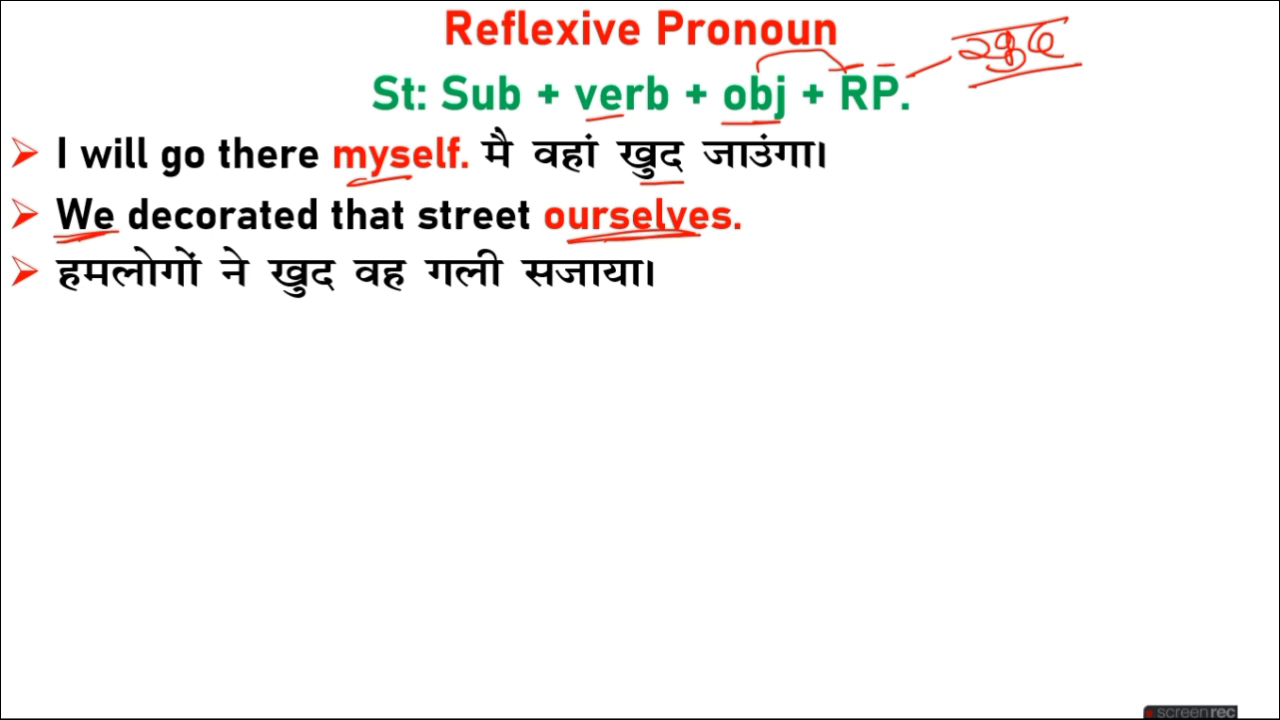 Reflexive Pronoun
खुद
St: Sub + verb + obj + RP.
➢ I will go there myself. मै वहां खुद जाउंगा।
➢ We decorated that street ourselves.
➢ हमलोगों ने खुद वह गली सजाया।
screenrec